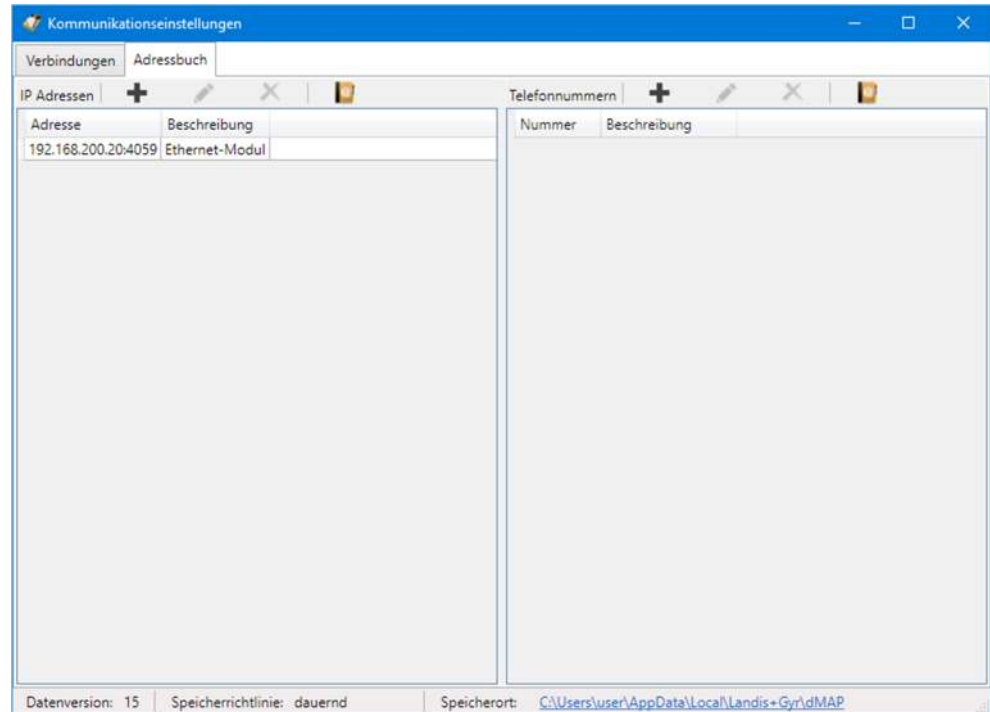 Kommunikationseinstellungen
Verbindungen Adressbuch
IP Adressen
Adresse Beschreibung
192.168.200.20:4059 Ethernet-Modul
Telefonnummern
Nummer Beschreibung
Datenversion: 15 Speicherrichtlinie: dauernd Speicherort: C:\Users\user\AppData\Local\Landis+Gyr\dMAP